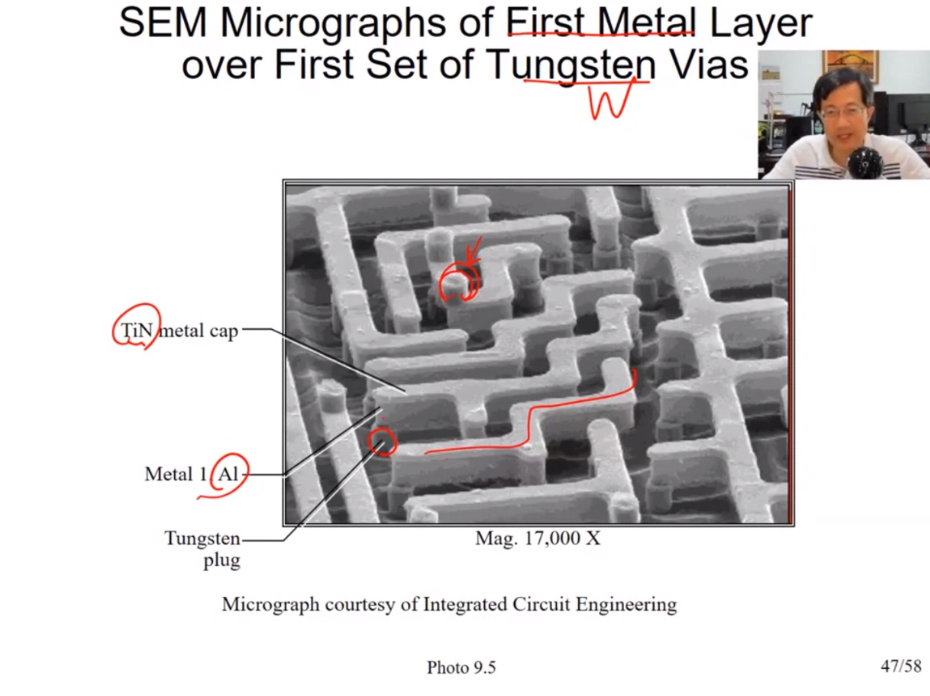 SEM Micrographs of First Metal Layer
over First Set of Tungsten Vias
W
TiN metal cap
Metal 1 Al
Tungsten
plug
Mag. 17,000 X
Micrograph courtesy of Integrated Circuit Engineering
Photo 9.5
47/58